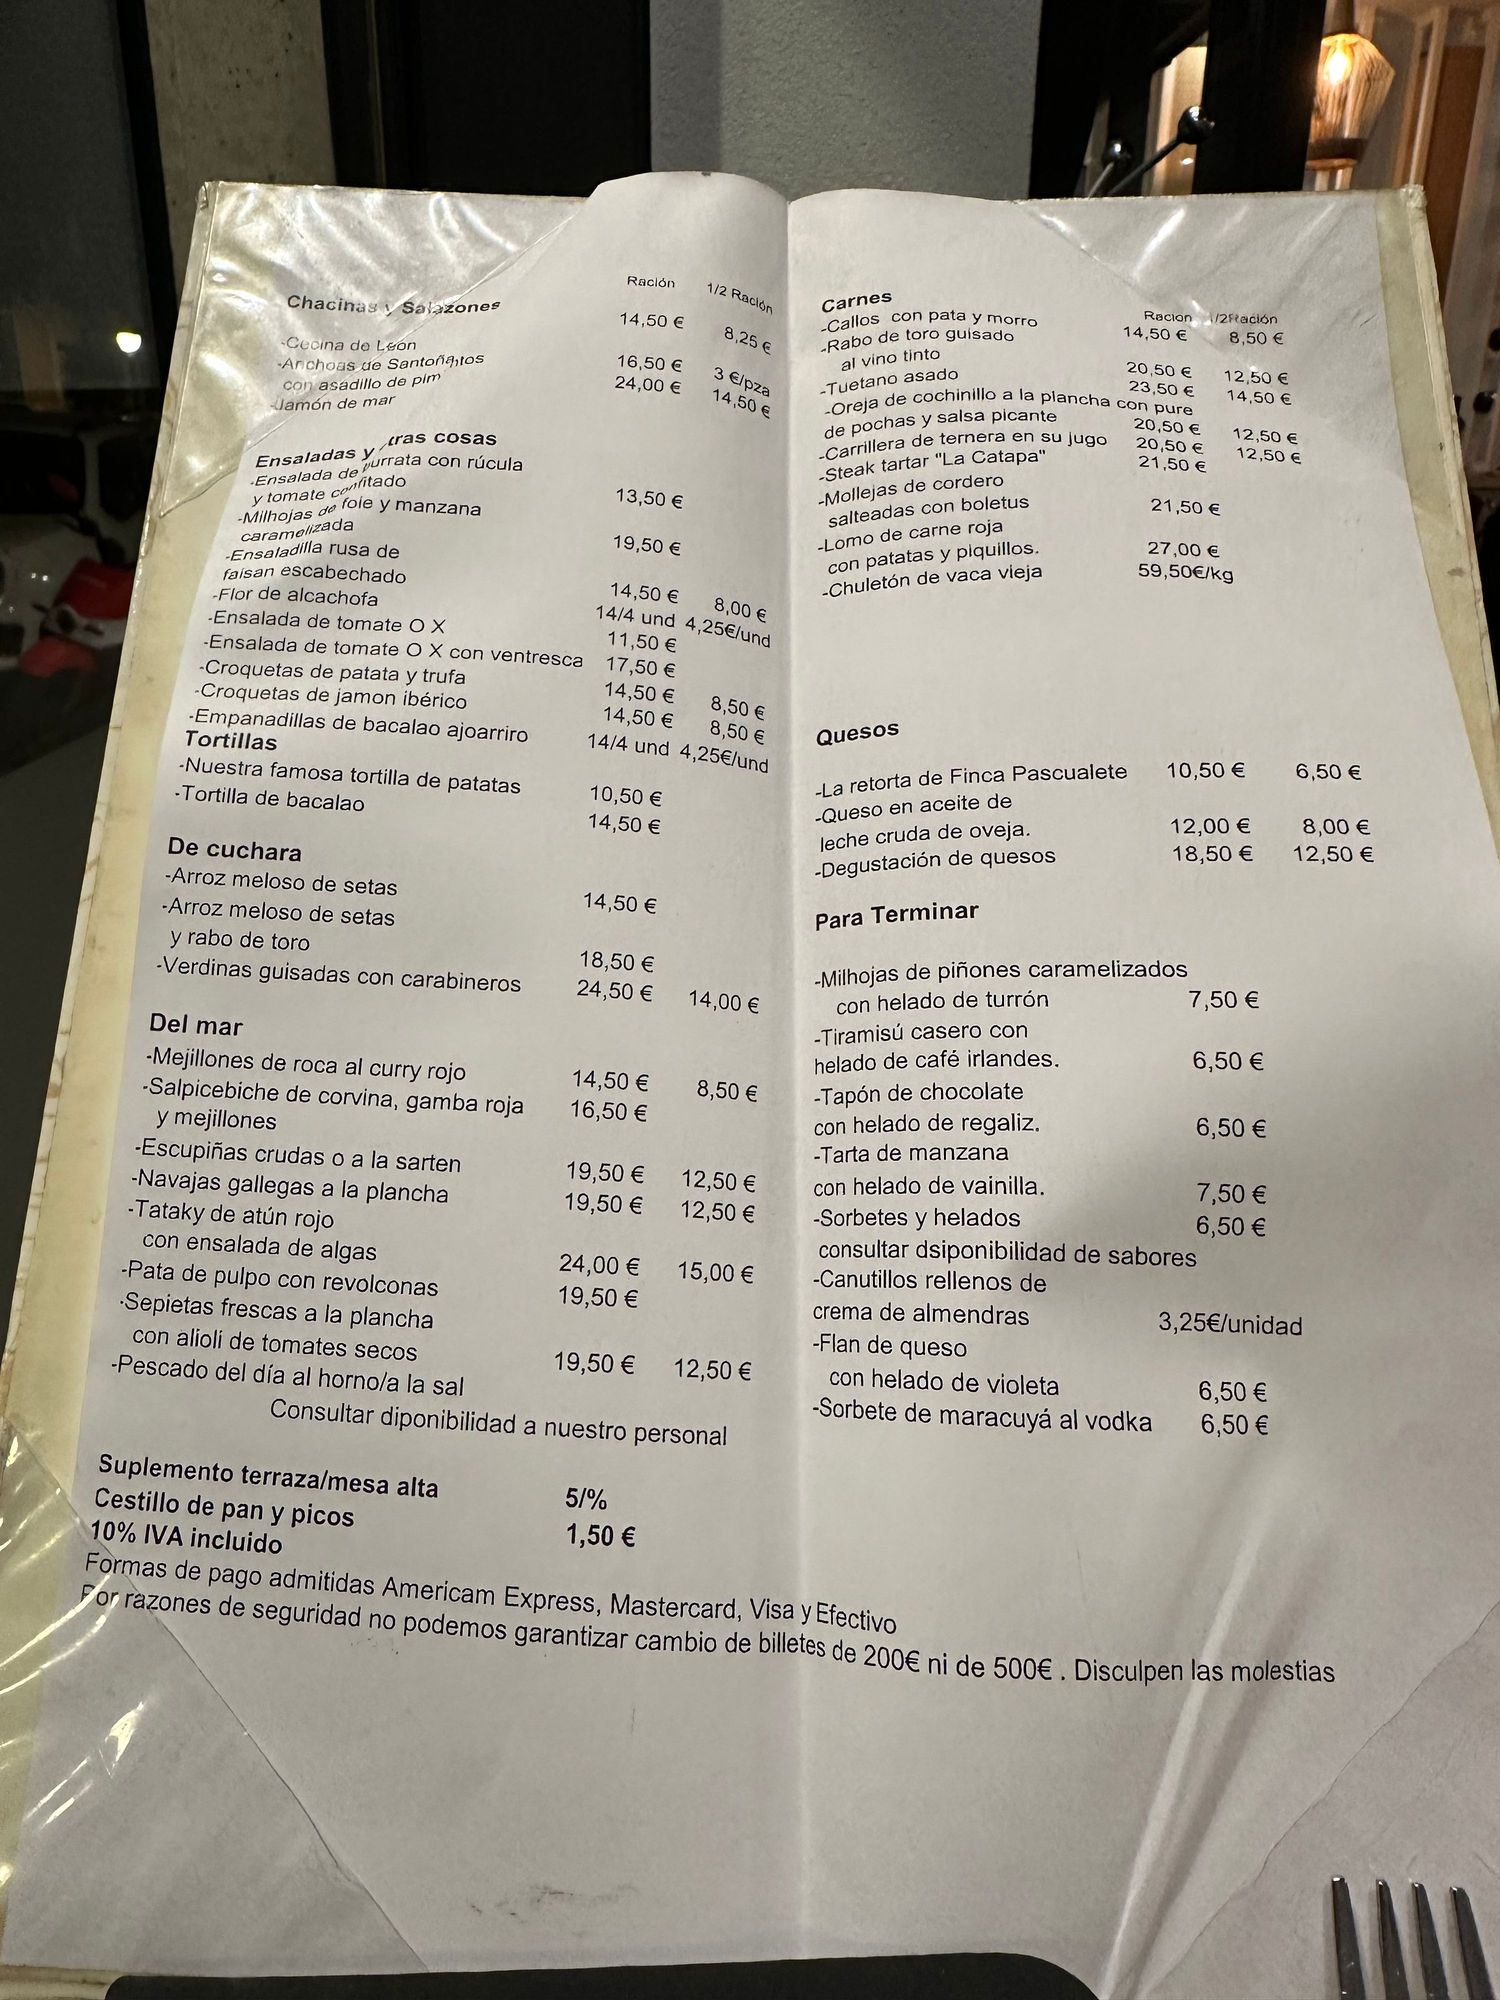 Ración 1/2 Ración
Chacinas y Salazones
-Cecina de León 14,50 € 8,25 €
-Anchoas de Santoña
con asadillo de pim tos 16,50 € 3 €/pza
-Jamón de mar 24,00 € 14,50 €
Ensaladas y tras cosas
-Ensalada de burrata con rúcula
y tomate confitado 13,50 €
-Milhojas de foie y manzana
caramelizada 19,50 €
-Ensaladilla rusa de
faisan escabechado 14,50 € 8,00 €
-Flor de alcachofa 14/4 und 4,25€/und
-Ensalada de tomate O X 11,50 €
-Ensalada de tomate O X con ventresca 17,50 €
-Croquetas de patata y trufa 14,50 € 8,50 €
-Croquetas de jamon ibérico 14,50 € 8,50 €
-Empanadillas de bacalao ajoarriro 14/4 und 4,25€/und
Tortillas
-Nuestra famosa tortilla de patatas 10,50 €
-Tortilla de bacalao 14,50 €
De cuchara
-Arroz meloso de setas 14,50 €
-Arroz meloso de setas
y rabo de toro 18,50 €
-Verdinas guisadas con carabineros 24,50 € 14,00 €
Del mar
-Mejillones de roca al curry rojo 14,50 € 8,50 €
-Salpicebiche de corvina, gamba roja 16,50 €
y mejillones
-Escupiñas crudas o a la sarten 19,50 € 12,50 €
-Navajas gallegas a la plancha 19,50 € 12,50 €
-Tataky de atún rojo
con ensalada de algas 24,00 € 15,00 €
-Pata de pulpo con revolconas 19,50 €
-Sepietas frescas a la plancha
con alioli de tomates secos 19,50 € 12,50 €
-Pescado del día al horno/a la sal
Consultar diponibilidad a nuestro personal
Suplemento terraza/mesa alta 5/%
Cestillo de pan y picos 1,50 €
10% IVA incluido
Formas de pago admitidas Americam Express, Mastercard, Visa y Efectivo
Por razones de seguridad no podemos garantizar cambio de billetes de 200€ ni de 500€ . Disculpen las molestias
Carnes Racion 1/2Ración
-Callos con pata y morro 14,50 € 8,50 €
-Rabo de toro guisado
al vino tinto 20,50 € 12,50 €
-Tuetano asado 23,50 € 14,50 €
-Oreja de cochinillo a la plancha con pure
de pochas y salsa picante 20,50 € 12,50 €
-Carrillera de ternera en su jugo 20,50 € 12,50 €
-Steak tartar "La Catapa" 21,50 €
-Mollejas de cordero
salteadas con boletus 21,50 €
-Lomo de carne roja
con patatas y piquillos. 27,00 €
-Chuletón de vaca vieja 59,50€/kg
Quesos
-La retorta de Finca Pascualete 10,50 € 6,50 €
-Queso en aceite de
leche cruda de oveja. 12,00 € 8,00 €
-Degustación de quesos 18,50 € 12,50 €
Para Terminar
-Milhojas de piñones caramelizados
con helado de turrón 7,50 €
-Tiramisú casero con
helado de café irlandes. 6,50 €
-Tapón de chocolate
con helado de regaliz. 6,50 €
-Tarta de manzana
con helado de vainilla. 7,50 €
-Sorbetes y helados 6,50 €
consultar dsiponibilidad de sabores
-Canutillos rellenos de
crema de almendras 3,25€/unidad
-Flan de queso
con helado de violeta 6,50 €
-Sorbete de maracuyá al vodka 6,50 €